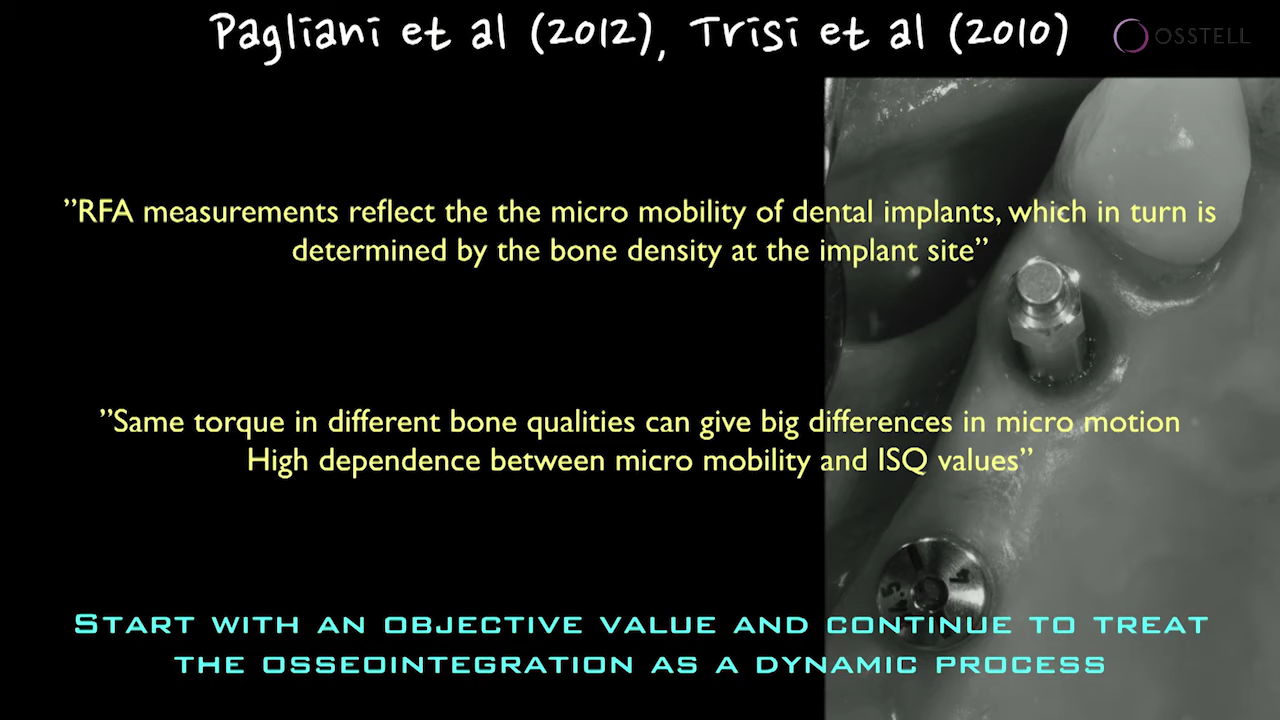 Pagliani et al (2012), Trisi et al (2010)
OSSTELL
”RFA measurements reflect the the micro mobility of dental implants, which in turn is
determined by the bone density at the implant site”
”Same torque in different bone qualities can give big differences in micro motion
High dependence between micro mobility and ISQ values”
START WITH AN OBJECTIVE VALUE AND CONTINUE TO TREAT
THE OSSEOINTEGRATION AS A DYNAMIC PROCESS